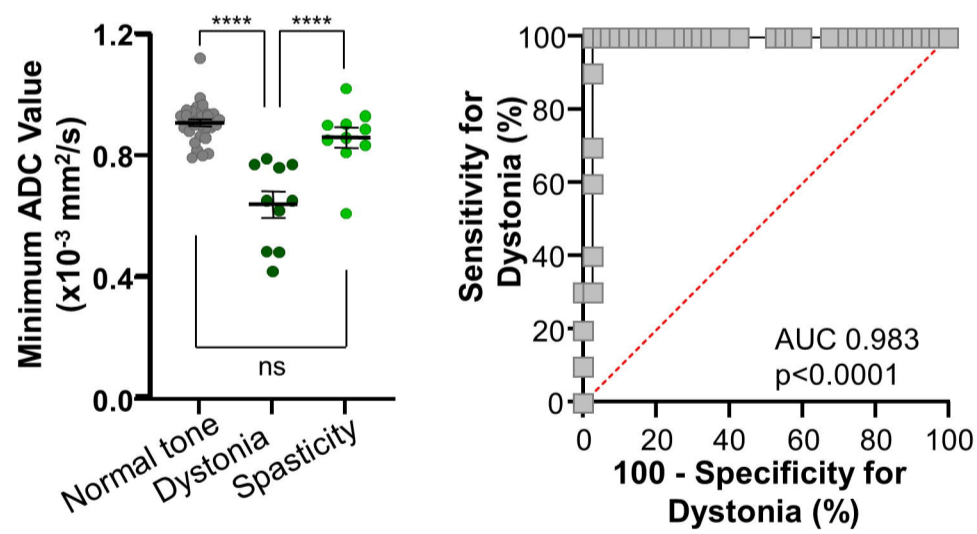 Minimum ADC Value
(x10⁻³ mm²/s)
1.2
0.8
0.4
0.0
****
****
ns
Normal tone
Dystonia
Spasticity
Sensitivity for
Dystonia (%)
100
80
60
40
20
0
AUC 0.983
p<0.0001
0 20 40 60 80 100
100 - Specificity for
Dystonia (%)